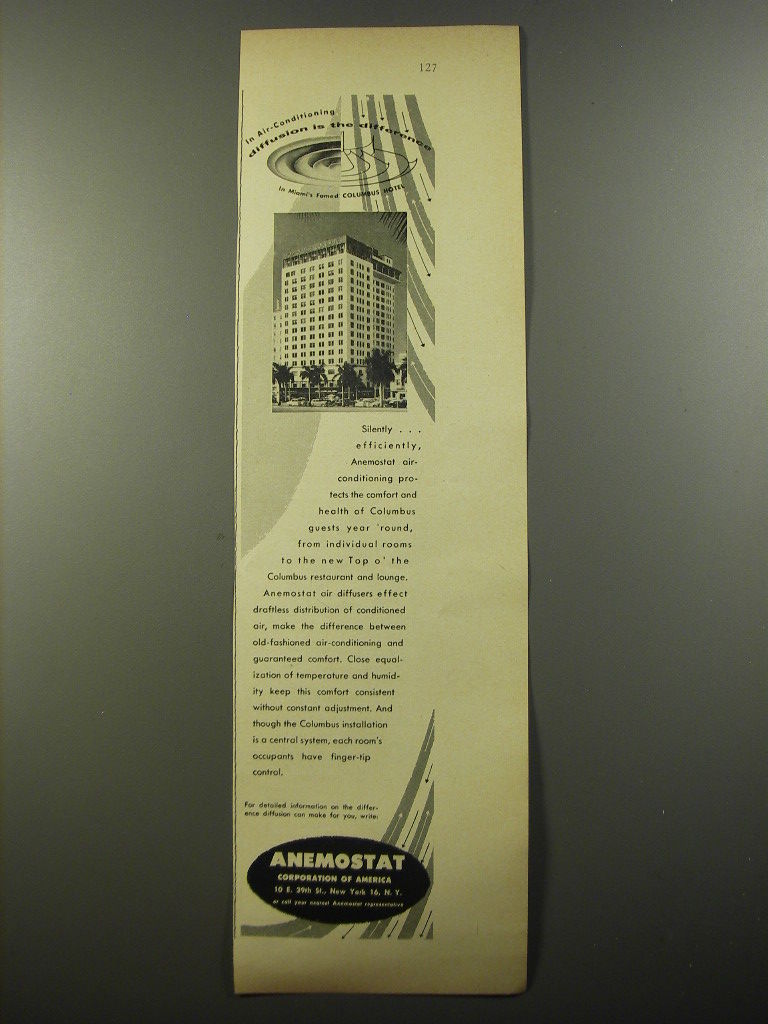 127
In Air-Conditioning
diffusion is the difference
In Miami's Famed COLUMBUS HOTEL
Silently . . .
efficiently,
Anemostat air-
conditioning pro-
tects the comfort and
health of Columbus
guests year 'round,
from individual rooms
to the new Top o' the
Columbus restaurant and lounge.
Anemostat air diffusers effect
draftless distribution of conditioned
air, make the difference between
old-fashioned air-conditioning and
guaranteed comfort. Close equal-
ization of temperature and humid-
ity keep this comfort consistent
without constant adjustment. And
though the Columbus installation
is a central system, each room's
occupants have finger-tip
control.
For detailed information on the differ-
ence diffusion can make for you, write:
ANEMOSTAT
CORPORATION OF AMERICA
10 E. 39th St., New York 16, N. Y.
or call your nearest Anemostat representative